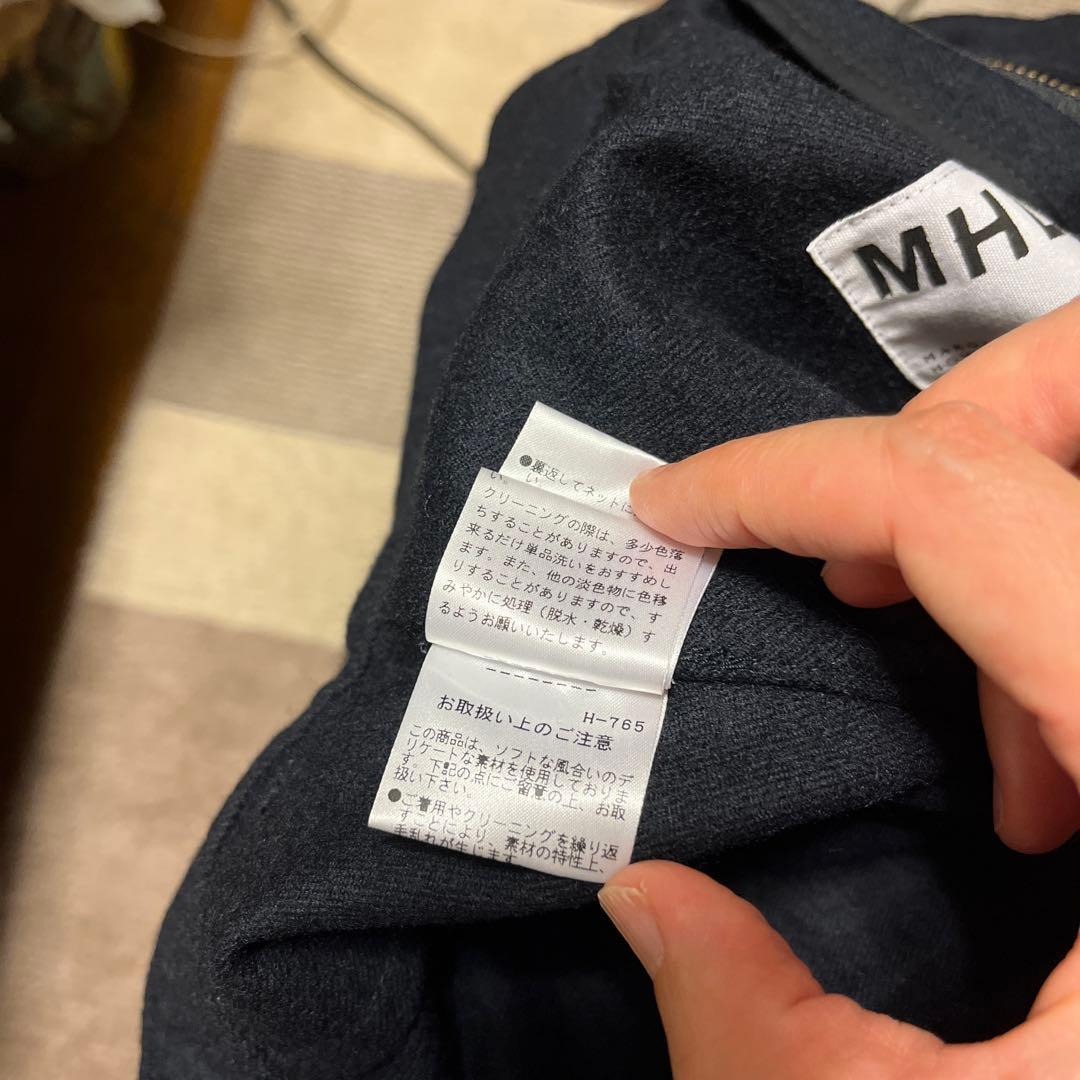 MHL
●裏返してネットに
い。
クリーニングの際は、多少色落
ちすることがありますので、出
来るだけ単品洗いをおすすめし
ます。また、他の淡色物に色移
りすることがありますので、す
みやかに処理(脱水・乾燥)す
るようお願いいたします。
--------
H-765
お取扱い上のご注意
この商品は、ソフトな風合いのデ
リケートな素材を使用しておりま
す。下記の点にご留意の上、お取
扱い下さい。
●ご着用やクリーニングを繰り返
すことにより、素材の特性上、
毛乱れが生じます